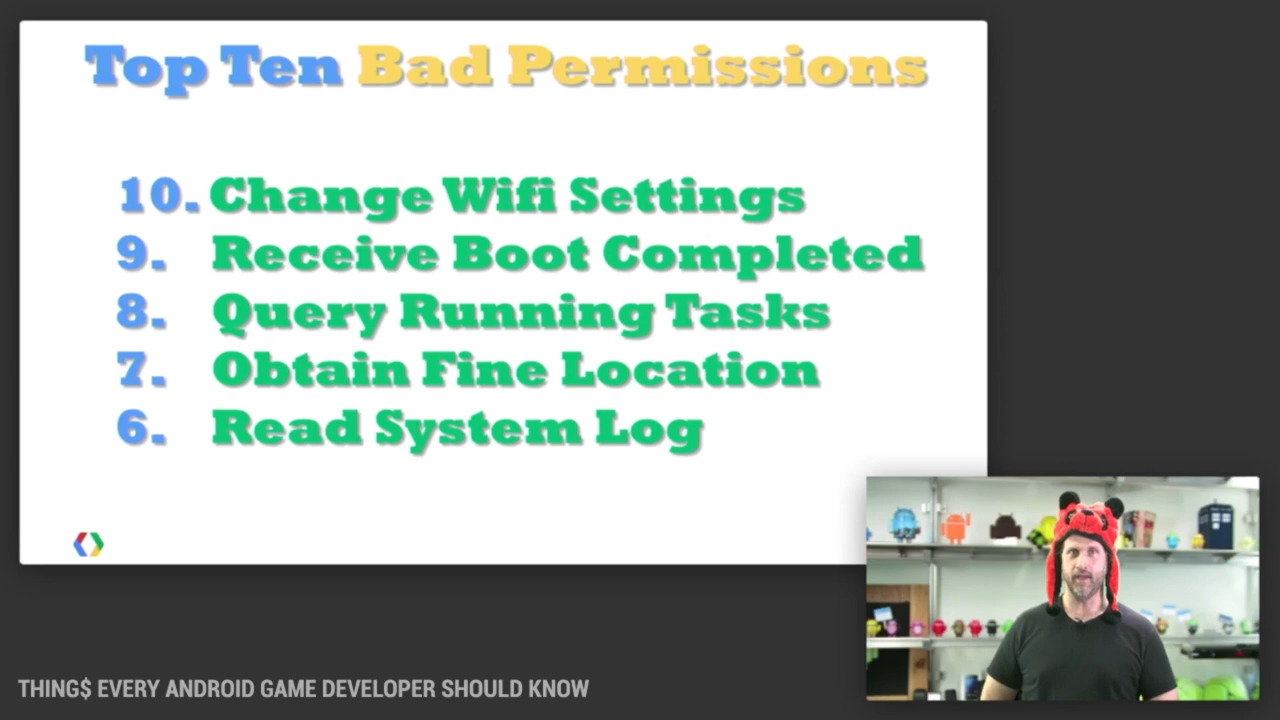 Top Ten Bad Permissions
10. Change Wifi Settings
9. Receive Boot Completed
8. Query Running Tasks
7. Obtain Fine Location
6. Read System Log
THING$ EVERY ANDROID GAME DEVELOPER SHOULD KNOW